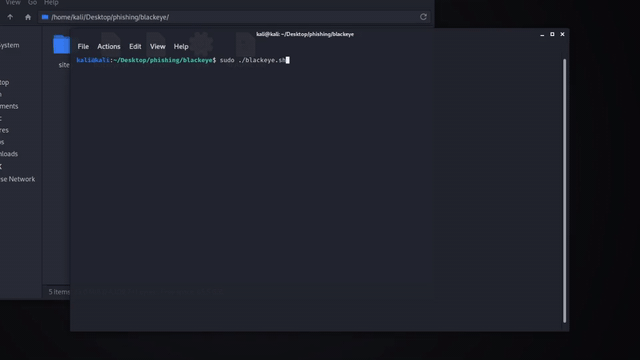 View Go Help
/home/kali/Desktop/phishing/blackeye/
kali@kali: ~/Desktop/phishing/blackeye
File Actions Edit View Help
kali@kali:~/Desktop/phishing/blackeye$ sudo ./blackeye.sh
System
site
top
ments
res
os
nloads
se Network
5 items